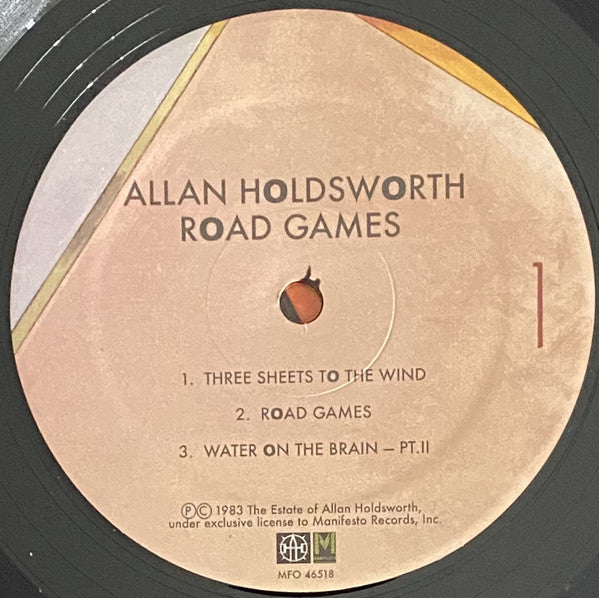 ALLAN HOLDSWORTH
ROAD GAMES
1
1. THREE SHEETS TO THE WIND
2. ROAD GAMES
3. WATER ON THE BRAIN – PT.II
ⓅⒸ 1983 The Estate of Allan Holdsworth,
under exclusive license to Manifesto Records, Inc.
MFO 46518